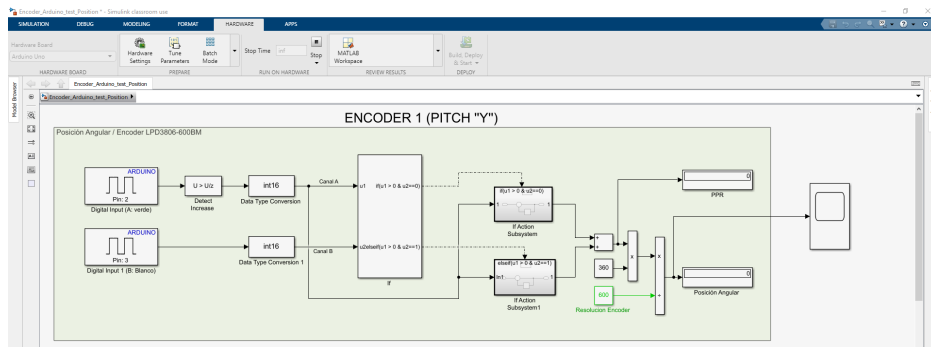 Encoder_Arduino_test_Position * - Simulink classroom use
SIMULATION DEBUG MODELING FORMAT HARDWARE APPS
Hardware Board
Arduino Uno
Hardware
Settings
Tune
Parameters
Batch
Mode
Stop Time inf
Stop
MATLAB
Workspace
Build, Deploy
& Start
HARDWARE BOARD PREPARE RUN ON HARDWARE REVIEW RESULTS DEPLOY
Model Browser
Encoder_Arduino_test_Position
Encoder_Arduino_test_Position
ENCODER 1 (PITCH "Y")
Posición Angular / Encoder LPD3806-600BM
ARDUINO
Pin: 2
Digital Input (A: verde)
U > U/z
Detect
Increase
int16
Data Type Conversion
Canal A
u1 if(u1 > 0 & u2==0)
if(u1 > 0 & u2==0)
1 1
If Action
Subsystem
0
PPR
ARDUINO
Pin: 3
Digital Input 1 (B: Blanco)
int16
Data Type Conversion 1
Canal B
u2elseif(u1 > 0 & u2==1)
If
elseif(u1 > 0 & u2==1)
In1 1
If Action
Subsystem1
+
+
360
x
x
÷
600
Resolucion Encoder
0
Posición Angular